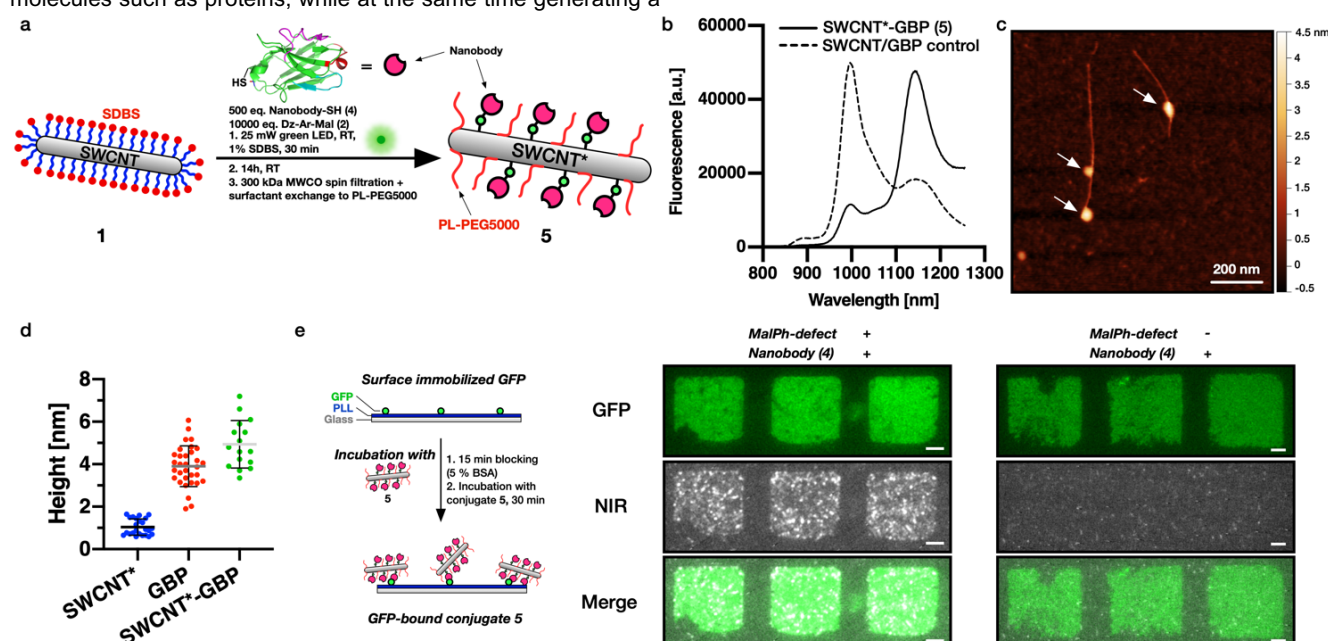 molecules such as proteins, while at the same time generating a
a
HS
=
Nanobody
SDBS
SWCNT
1
500 eq. Nanobody-SH (4)
10000 eq. Dz-Ar-Mal (2)
1. 25 mW green LED, RT,
1% SDBS, 30 min
2. 14h, RT
3. 300 kDa MWCO spin filtration +
surfactant exchange to PL-PEG5000
SWCNT*
PL-PEG5000
5
b
Fluorescence [a.u.]
60000
40000
20000
0
SWCNT*-GBP (5)
SWCNT/GBP control
800
900
1000
1100
1200
1300
Wavelength [nm]
c
4.5 nm
4
3.5
3
2.5
2
1.5
1
0.5
0
-0.5
200 nm
d
Height [nm]
8
6
4
2
0
SWCNT*
GBP
SWCNT*-GBP
e
Surface immobilized GFP
GFP
PLL
Glass
Incubation with
5
1. 15 min blocking
(5 % BSA)
2. Incubation with
conjugate 5, 30 min
GFP-bound conjugate 5
MalPh-defect +
Nanobody (4) +
MalPh-defect -
Nanobody (4) +
GFP
NIR
Merge